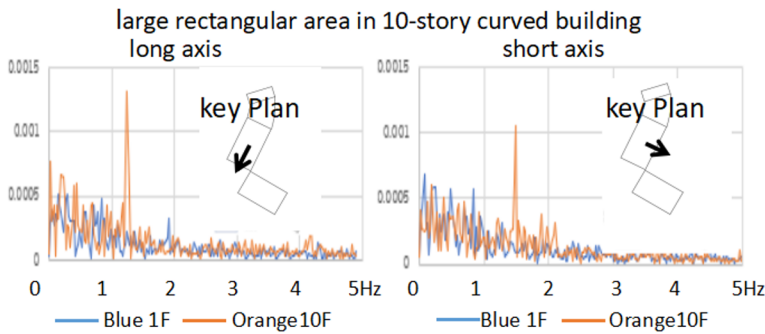 large rectangular area in 10-story curved building
long axis
short axis
0.0015
0.001
0.0005
0
key Plan
0 1 2 3 4 5Hz
Blue 1F Orange10F
0.0015
0.001
0.0005
0
key Plan
0 1 2 3 4 5Hz
Blue 1F Orange10F